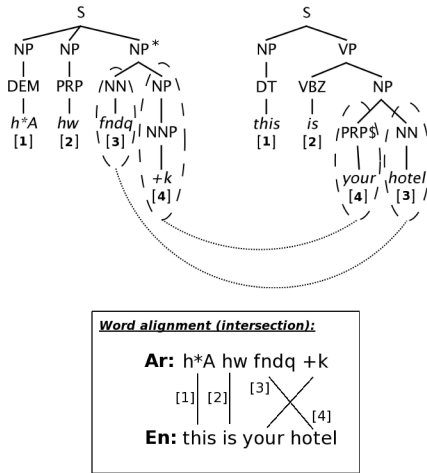 S S
NP NP NP* NP VP
DEM PRP NN NP DT VBZ NP
h*A hw fndq NNP this is PRP$ NN
[1] [2] [3] [1] [2]
+k your hotel
[4] [4] [3]
Word alignment (intersection):
Ar: h*A hw fndq +k
[1] [2] [3]
[4]
En: this is your hotel